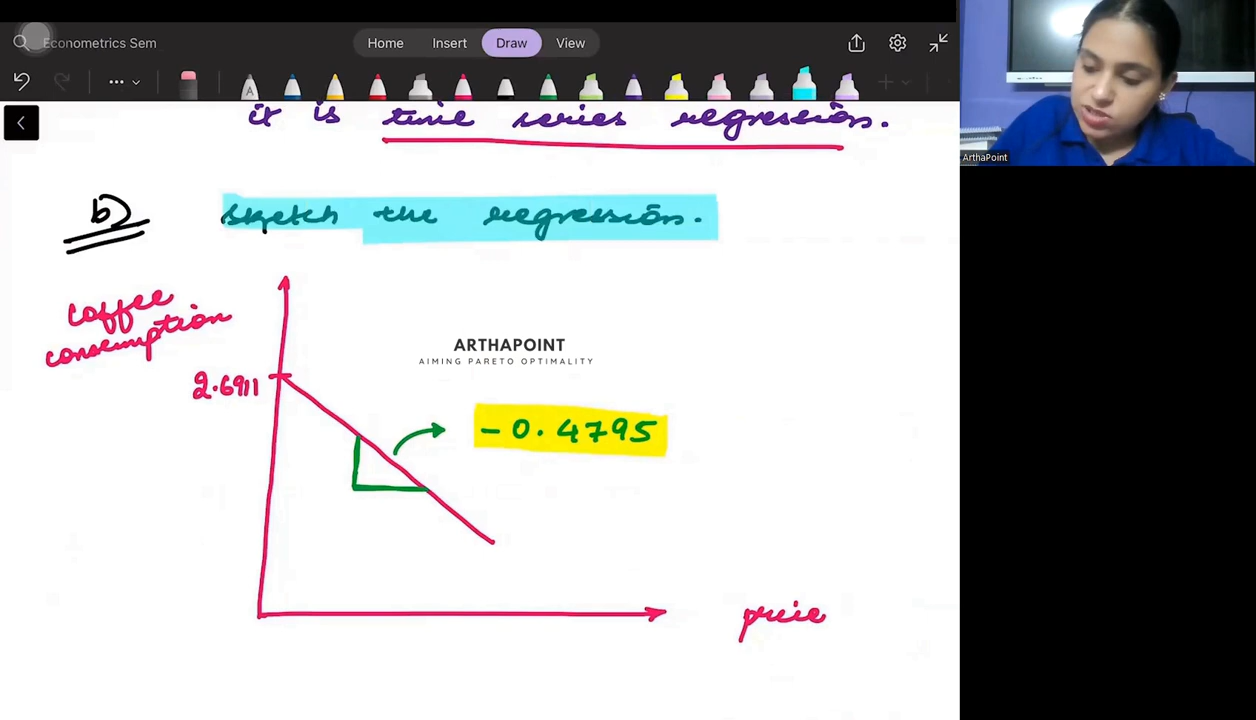 Econometrics Sem
Home Insert Draw View
A
it is time series regression.
ArthaPoint
b) sketch the regression.
coffee
consumption
ARTHAPOINT
AIMING PARETO OPTIMALITY
2.6911
- 0.4795
price